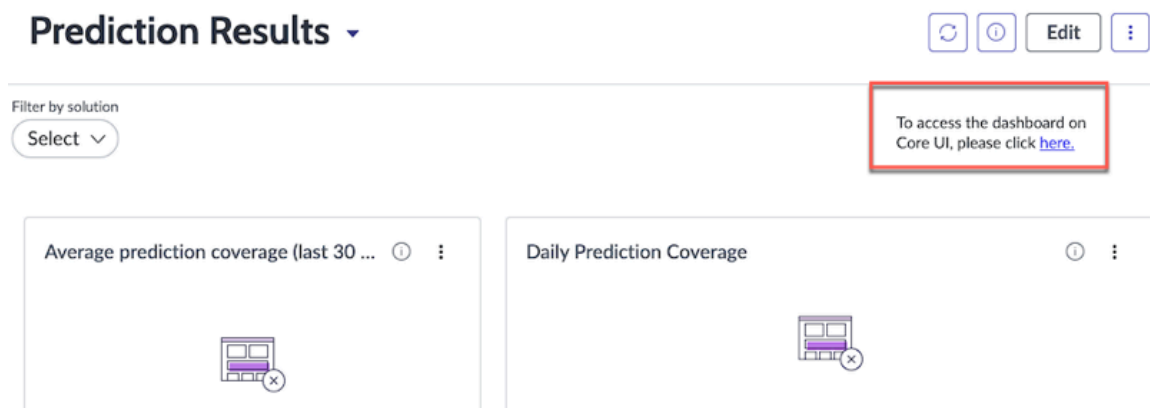 Prediction Results
Edit
Filter by solution
Select
To access the dashboard on
Core UI, please click here.
Average prediction coverage (last 30 ...
Daily Prediction Coverage